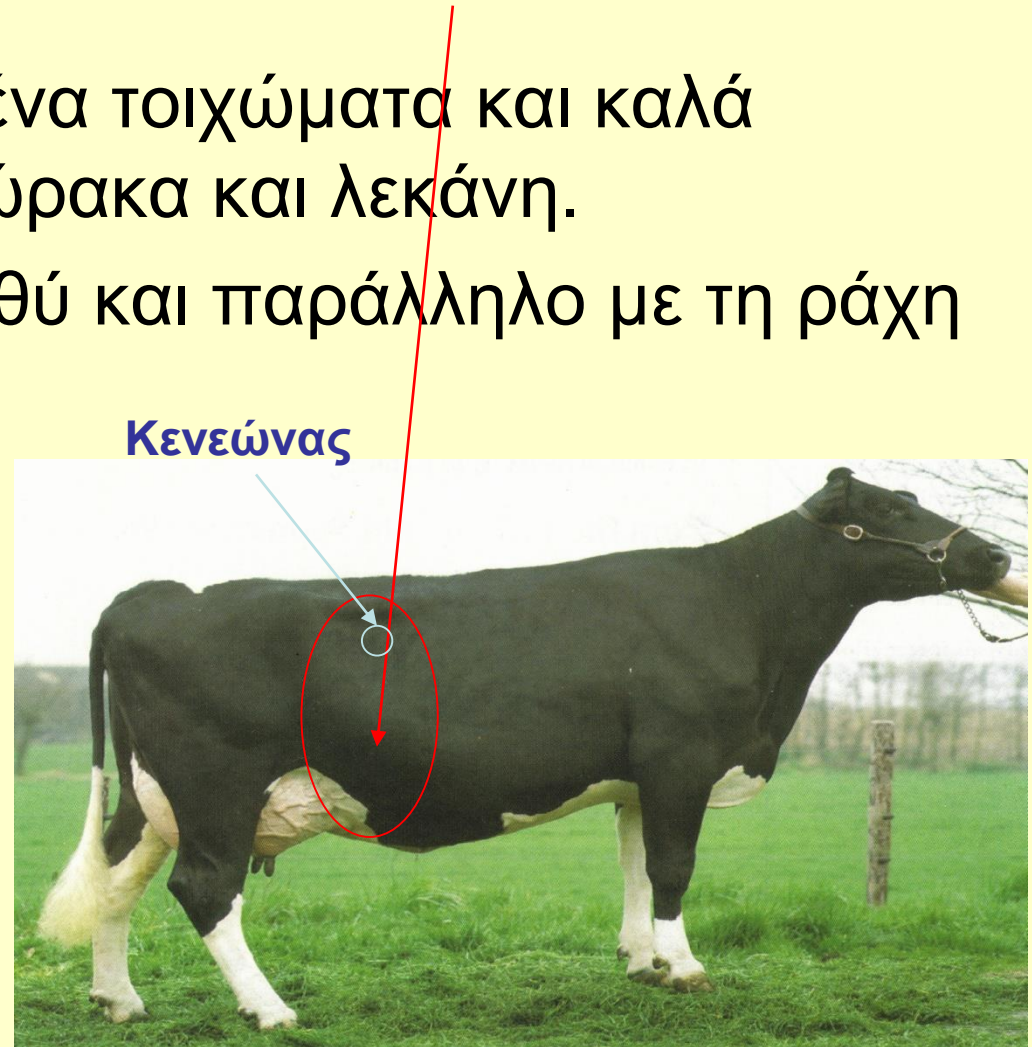 ένα τοιχώματα και καλά
ώρακα και λεκάνη.
θύ και παράλληλο με τη ράχη
Κενεώνας